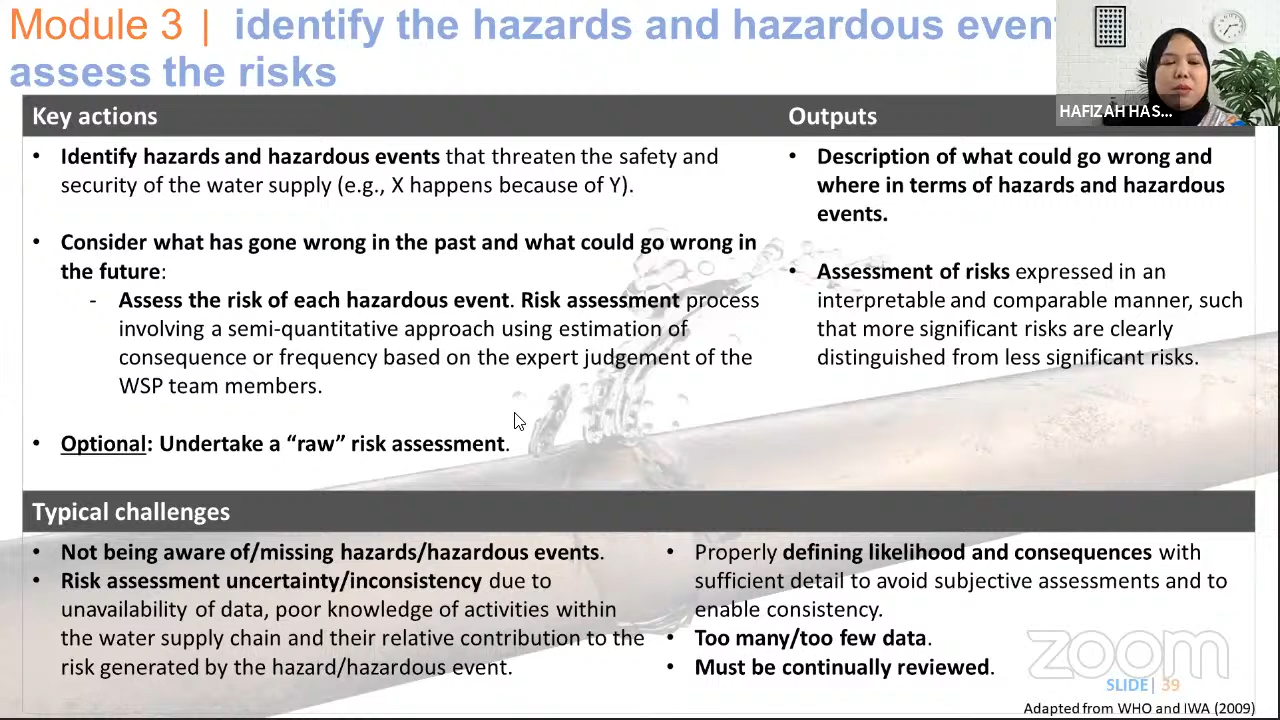 Module 3 | identify the hazards and hazardous
assess the risks
HAFIZAH HAS...
Key actions
Outputs
• Identify hazards and hazardous events that threaten the safety and
security of the water supply (e.g., X happens because of Y).
• Consider what has gone wrong in the past and what could go wrong in
the future:
- Assess the risk of each hazardous event. Risk assessment process
involving a semi-quantitative approach using estimation of
consequence or frequency based on the expert judgement of the
WSP team members.
• Optional: Undertake a “raw” risk assessment.
• Description of what could go wrong and
where in terms of hazards and hazardous
events.
• Assessment of risks expressed in an
interpretable and comparable manner, such
that more significant risks are clearly
distinguished from less significant risks.
Typical challenges
• Not being aware of/missing hazards/hazardous events.
• Risk assessment uncertainty/inconsistency due to
unavailability of data, poor knowledge of activities within
the water supply chain and their relative contribution to the
risk generated by the hazard/hazardous event.
• Properly defining likelihood and consequences with
sufficient detail to avoid subjective assessments and to
enable consistency.
• Too many/too few data.
• Must be continually reviewed.
zoom
SLIDE| 39
Adapted from WHO and IWA (2009)